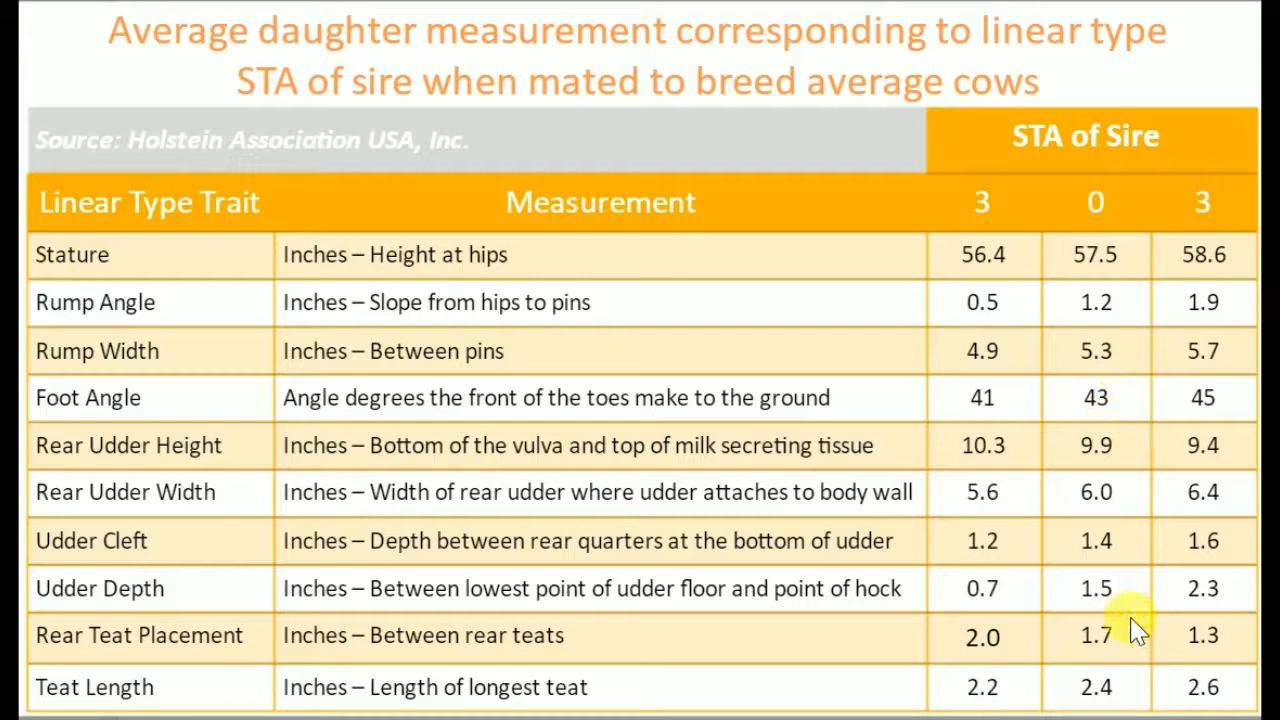 Average daughter measurement corresponding to linear type
STA of sire when mated to breed average cows
Source: Holstein Association USA, Inc. STA of Sire
Linear Type Trait Measurement 3 0 3
Stature Inches – Height at hips 56.4 57.5 58.6
Rump Angle Inches – Slope from hips to pins 0.5 1.2 1.9
Rump Width Inches – Between pins 4.9 5.3 5.7
Foot Angle Angle degrees the front of the toes make to the ground 41 43 45
Rear Udder Height Inches – Bottom of the vulva and top of milk secreting tissue 10.3 9.9 9.4
Rear Udder Width Inches – Width of rear udder where udder attaches to body wall 5.6 6.0 6.4
Udder Cleft Inches – Depth between rear quarters at the bottom of udder 1.2 1.4 1.6
Udder Depth Inches – Between lowest point of udder floor and point of hock 0.7 1.5 2.3
Rear Teat Placement Inches – Between rear teats 2.0 1.7 1.3
Teat Length Inches – Length of longest teat 2.2 2.4 2.6